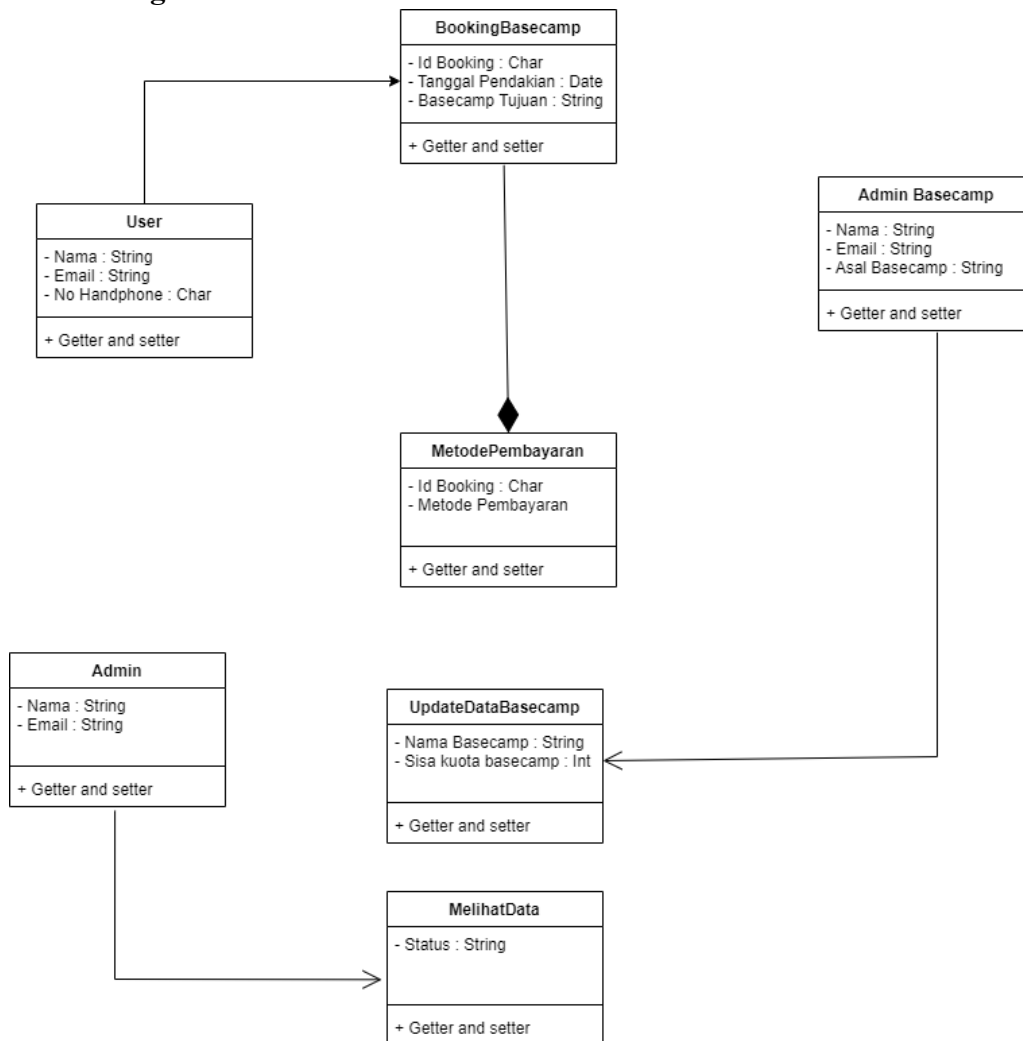 BookingBasecamp
- Id Booking : Char
- Tanggal Pendakian : Date
- Basecamp Tujuan : String
+ Getter and setter
Admin Basecamp
- Nama : String
- Email : String
- Asal Basecamp : String
+ Getter and setter
User
- Nama : String
- Email : String
- No Handphone : Char
+ Getter and setter
MetodePembayaran
- Id Booking : Char
- Metode Pembayaran
+ Getter and setter
Admin
- Nama : String
- Email : String
+ Getter and setter
UpdateDataBasecamp
- Nama Basecamp : String
- Sisa kuota basecamp : Int
+ Getter and setter
MelihatData
- Status : String
+ Getter and setter